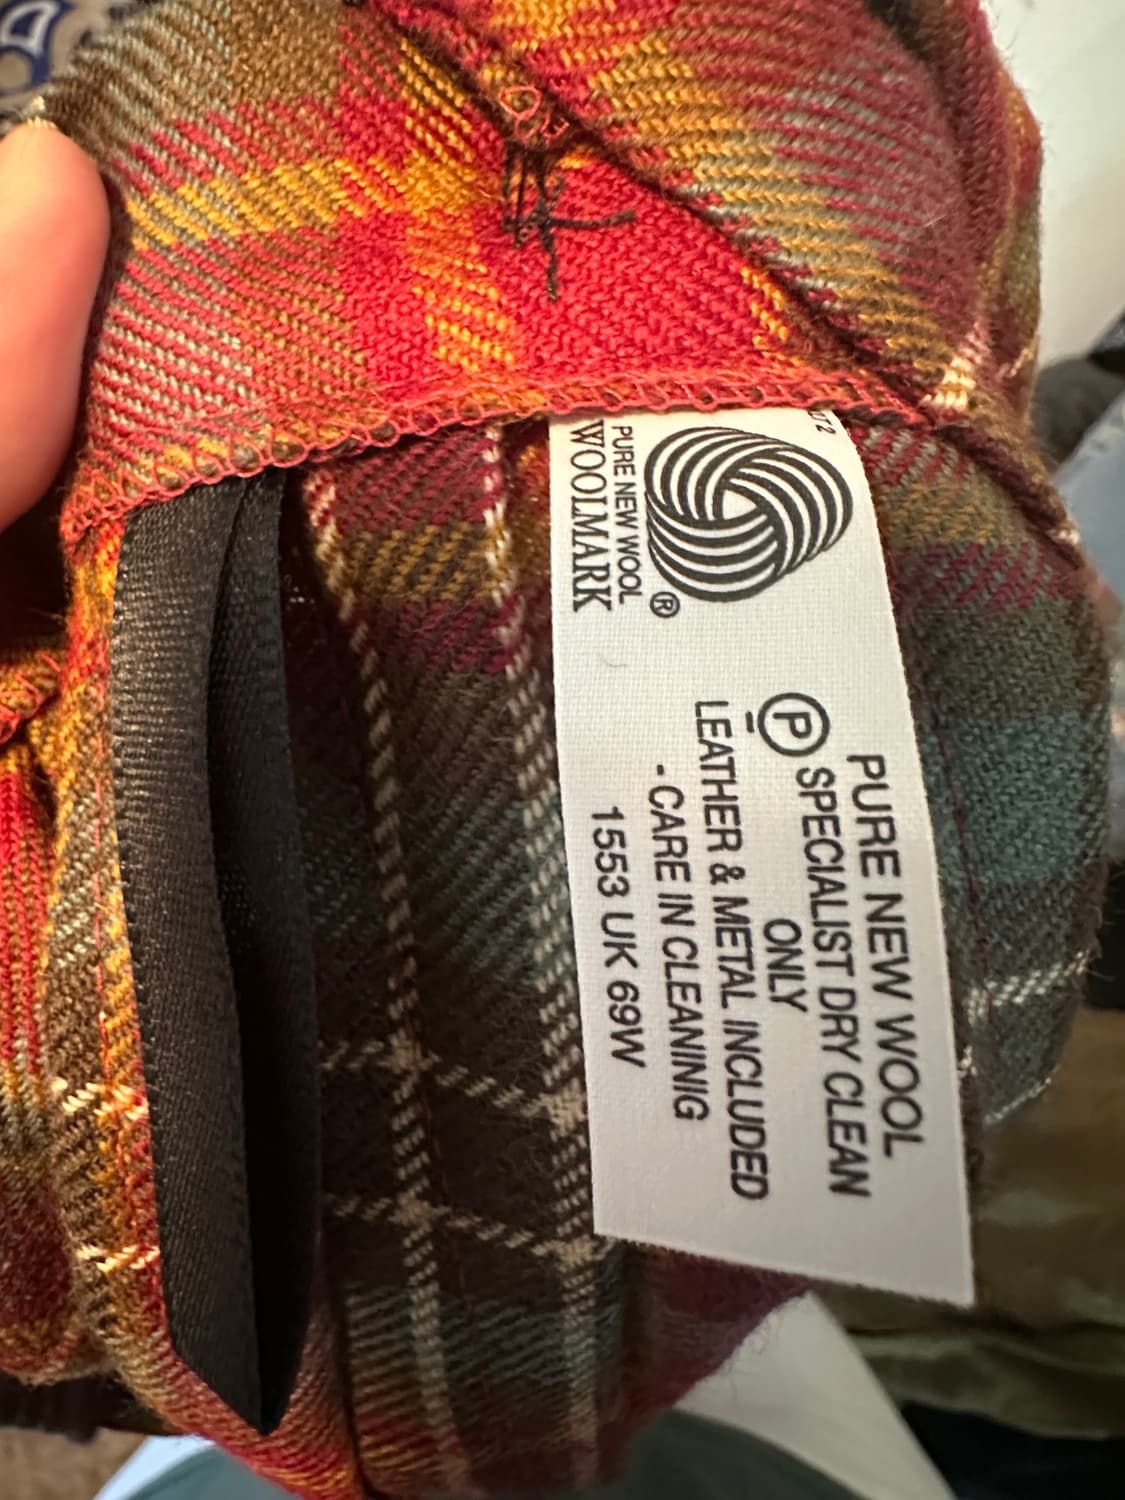 PURE NEW WOOL
Ⓟ SPECIALIST DRY CLEAN
ONLY
LEATHER & METAL INCLUDED
- CARE IN CLEANINIG
1553 UK 69W
®
PURE NEW WOOL
WOOLMARK